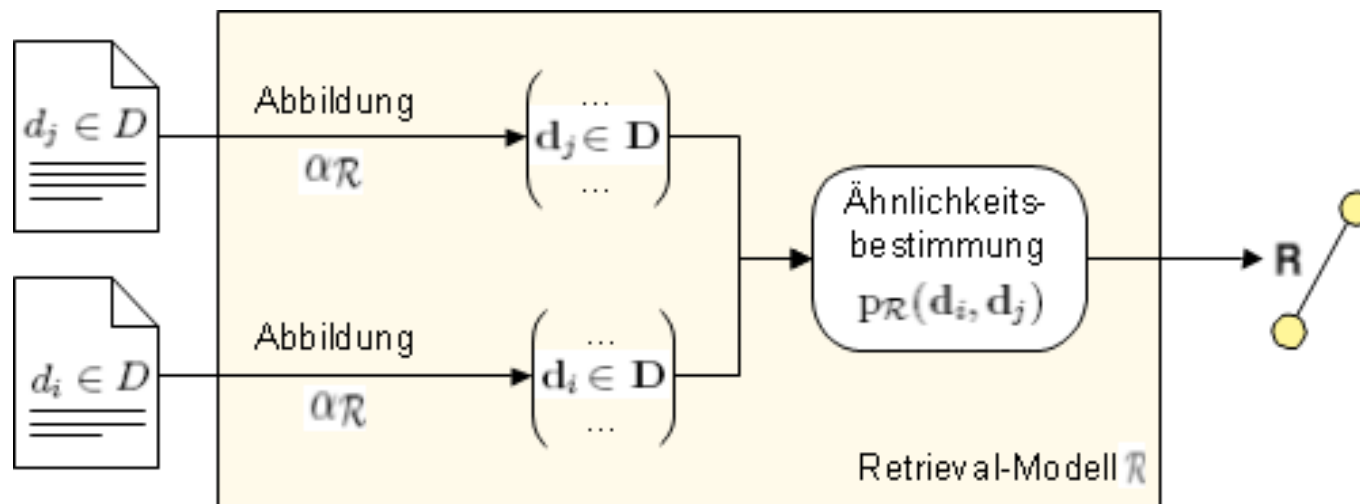 d_j ∈ D
Abbildung
α_ℛ
...
𝐝_j ∈ 𝐃
...
Ähnlichkeits-
bestimmung
p_ℛ(𝐝_i, 𝐝_j)
R
d_i ∈ D
Abbildung
α_ℛ
...
𝐝_i ∈ 𝐃
...
Retrieval-Modell ℛ